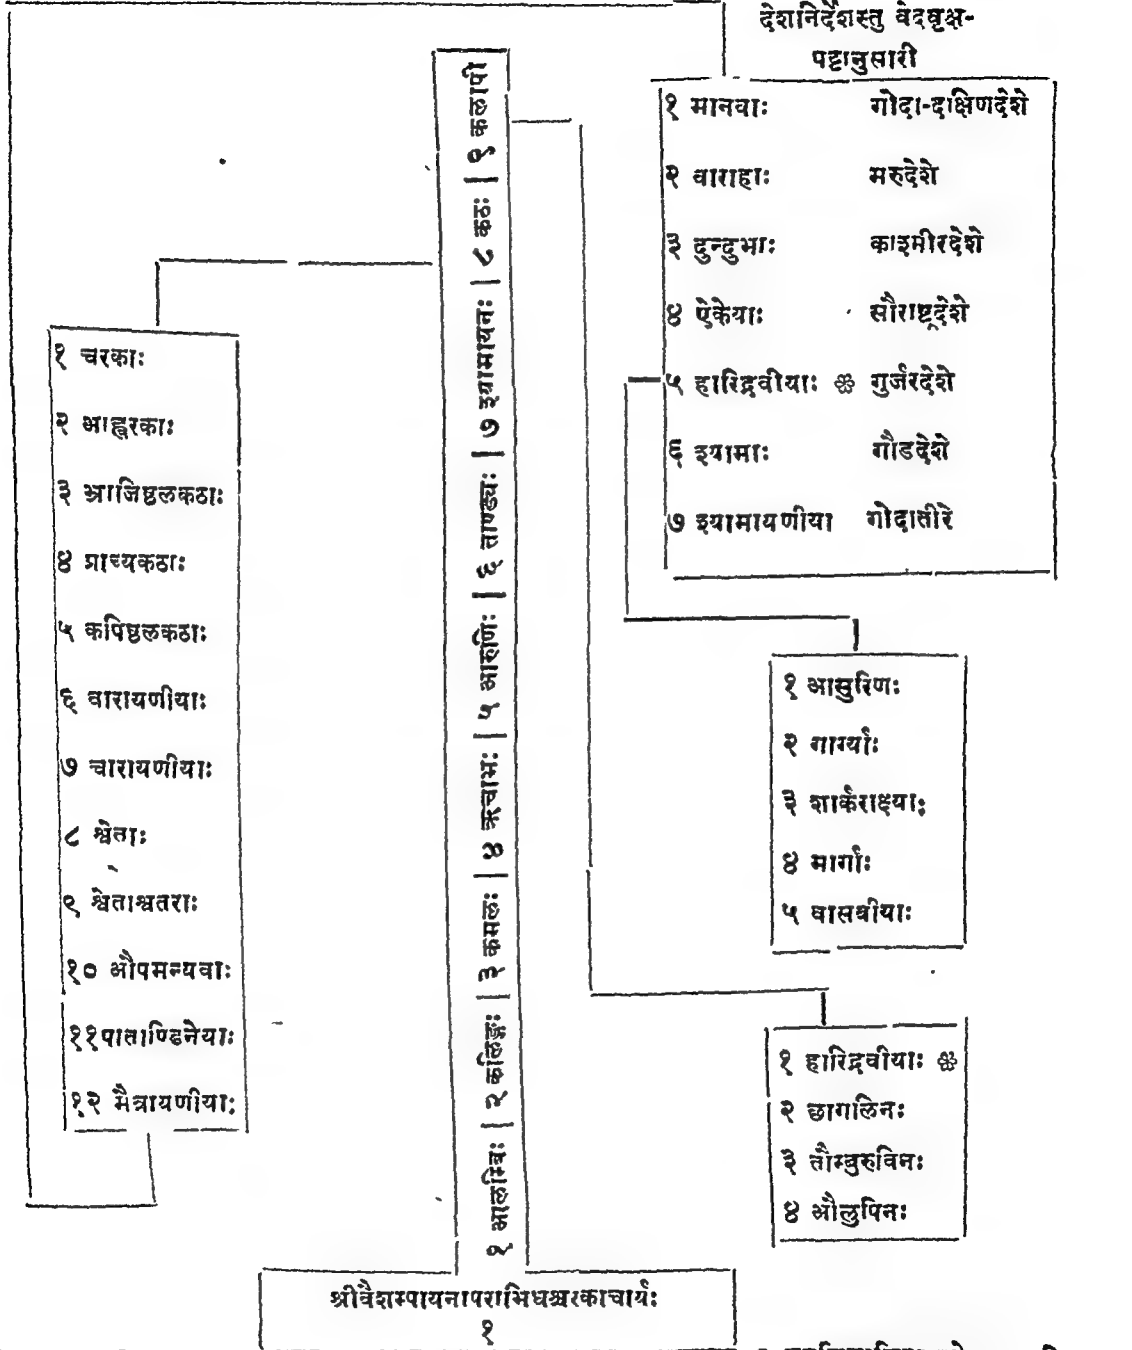 देशनिर्देशस्तु वेदवृक्ष-
पट्टानुसारी
१ मानवाः गोदा-दक्षिणदेशे
२ वाराहाः मरुदेशे
३ दुन्दुभाः काश्मीरदेशे
४ ऐकेयाः सौराष्ट्रदेशे
५ हारिद्रवीयाः ❀ गुर्जरदेशे
६ श्यामाः गौडदेशे
७ श्यामायणीया गोदातीरे
१ आलम्बिः | २ कलिङ्गः | ३ कमलः | ४ ऋचाभः | ५ आरुणिः | ६ ताण्ड्यः | ७ श्यामायनः | ८ कठः | ९ कलापी
१ चरकाः
२ आह्वरकाः
३ भ्राजिष्ठलकठाः
४ प्राच्यकठाः
५ कपिष्ठलकठाः
६ वारायणीयाः
७ चारायणीयाः
८ श्वेताः
९ श्वेताश्वतराः
१० औपमन्यवाः
११पाताण्डिनेयाः
१२ मैत्रायणीयाः
१ आसुरिणः
२ गार्ग्याः
३ शार्कराक्ष्याः
४ मार्गाः
५ वासवीयाः
१ हारिद्रवीयाः ❀
२ छागलिनः
३ तौम्बुरुविनः
४ औलुपिनः
श्रीवैशम्पायनापराभिधश्चरकाचार्यः
१